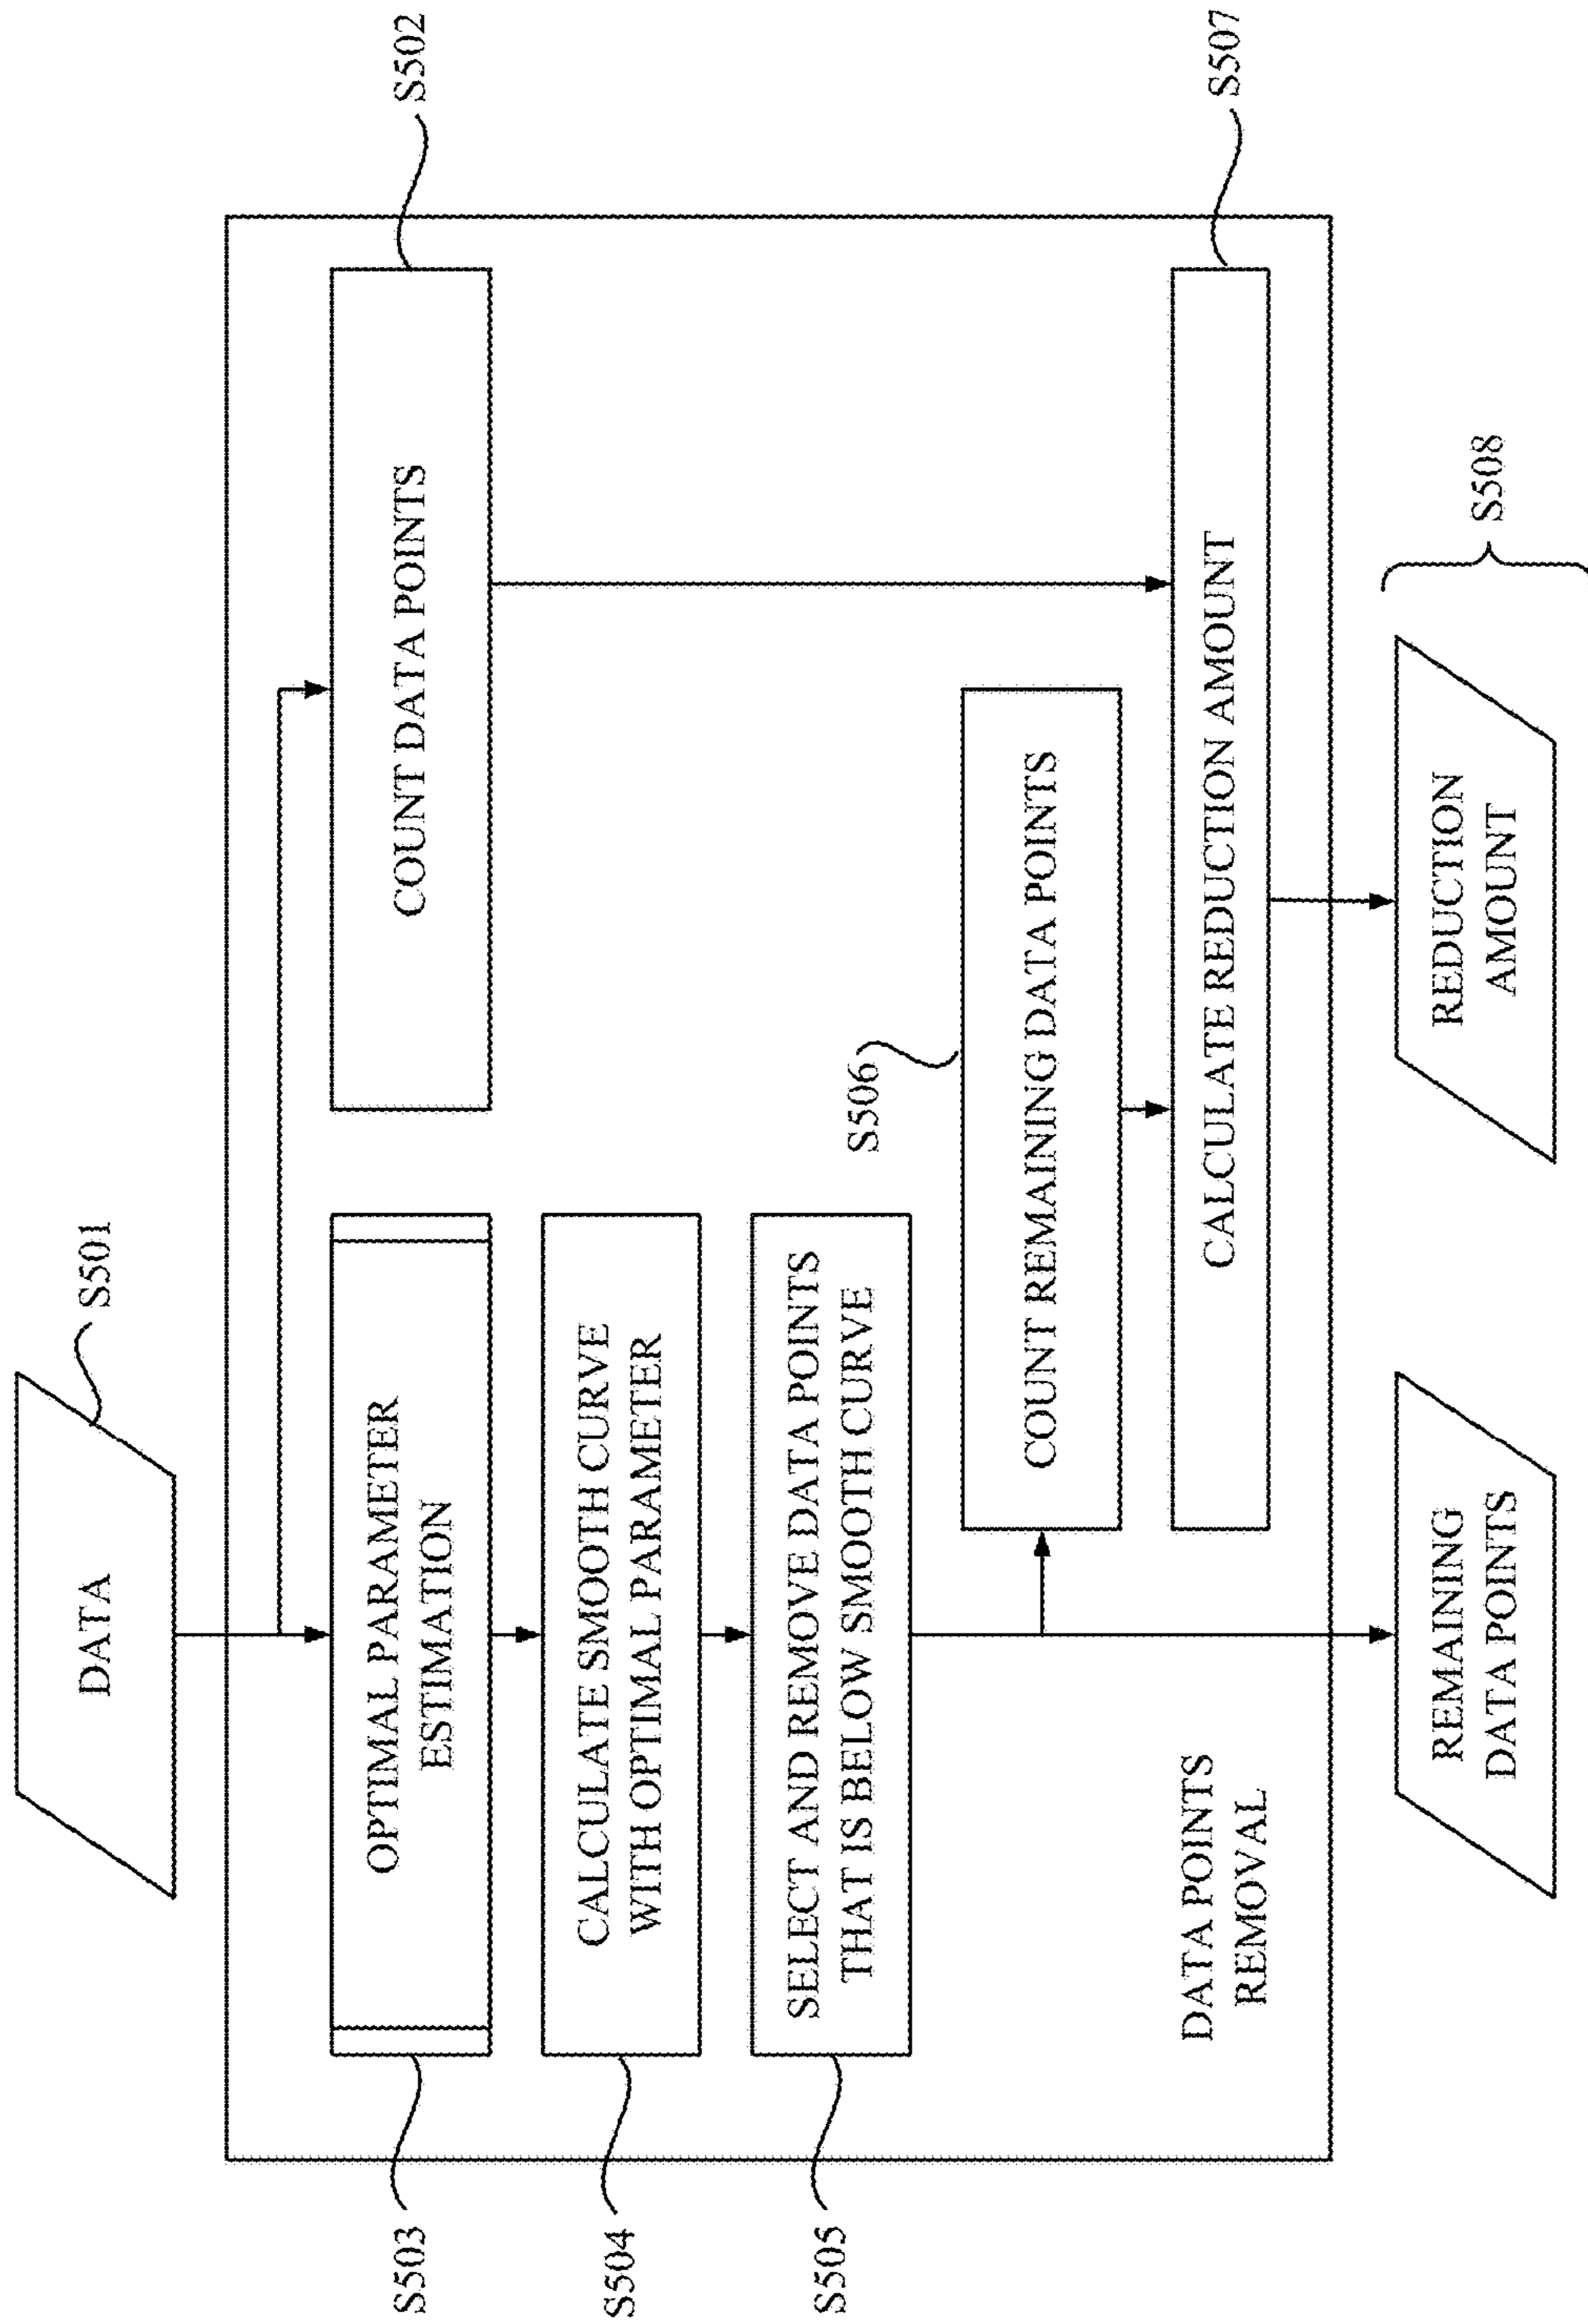 DATA
S501
COUNT DATA POINTS
S502
S503
OPTIMAL PARAMETER
ESTIMATION
S504
CALCULATE SMOOTH CURVE
WITH OPTIMAL PARAMETER
S505
SELECT AND REMOVE DATA POINTS
THAT IS BELOW SMOOTH CURVE
S506
COUNT REMAINING DATA POINTS
CALCULATE REDUCTION AMOUNT
S507
DATA POINTS
REMOVAL
REMAINING
DATA POINTS
REDUCTION
AMOUNT
S508